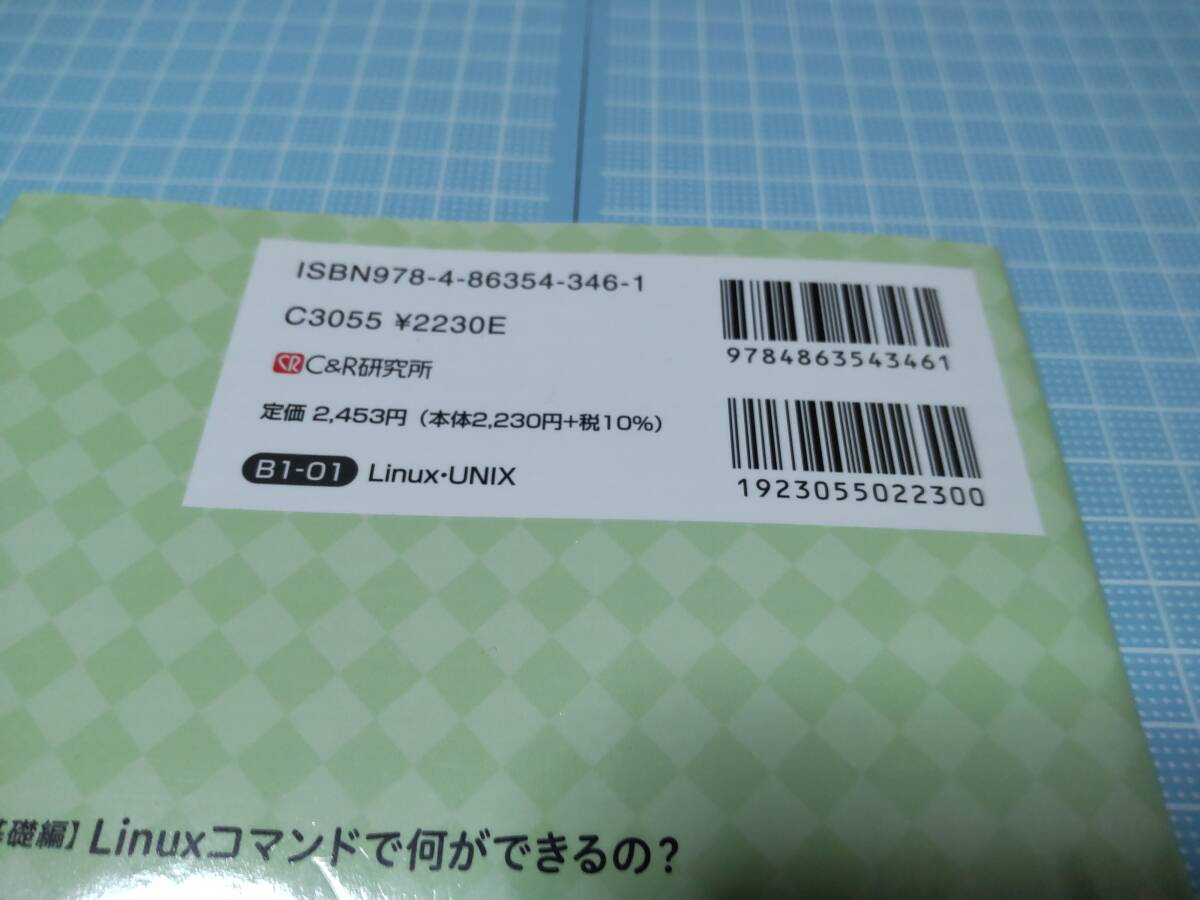 ISBN978-4-86354-346-1
C3055 ¥2230E
C&R研究所
定価 2,453円（本体2,230円+税10%）
B1-01 Linux・UNIX
9784863543461
1923055022300
礎編】Linuxコマンドで何ができるの？